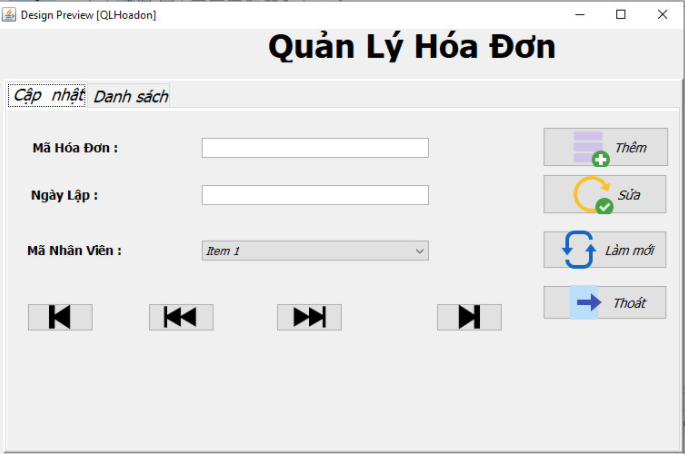 Design Preview [QLHoadon]
Quản Lý Hóa Đơn
Cập nhật Danh sách
Mã Hóa Đơn :
Thêm
Ngày Lập :
Sửa
Mã Nhân Viên :
Item 1
Làm mới
Thoát